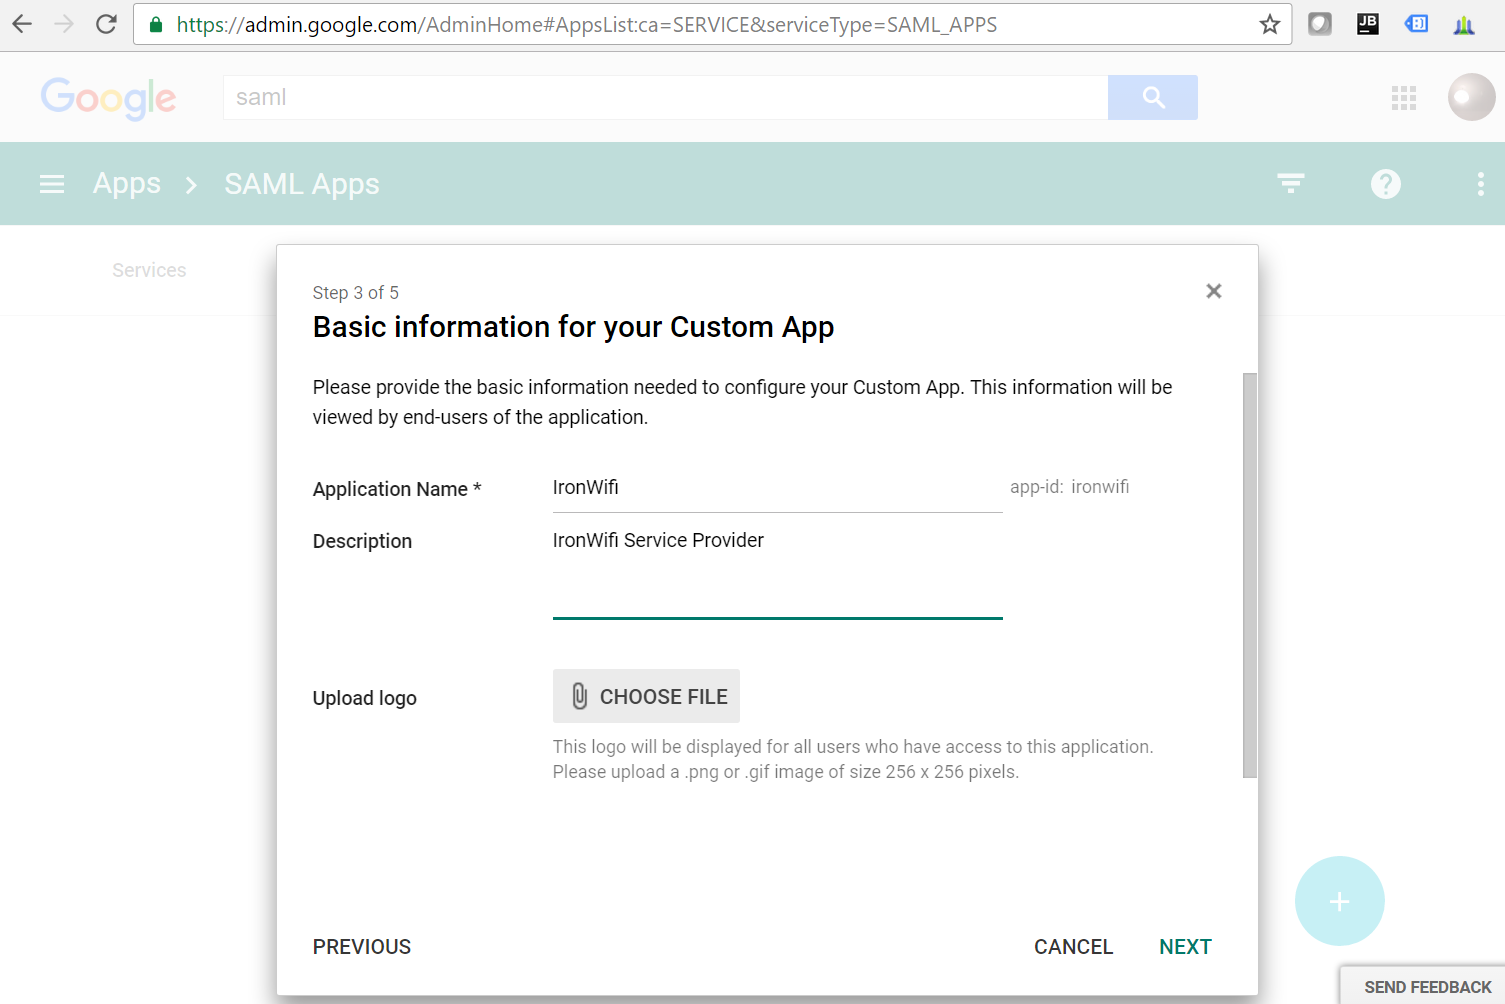 https://admin.google.com/AdminHome#AppsList:ca=SERVICE&serviceType=SAML_APPS
JB
Google
saml
Apps > SAML Apps
?
Services
Step 3 of 5
Basic information for your Custom App
Please provide the basic information needed to configure your Custom App. This information will be
viewed by end-users of the application.
Application Name * IronWifi app-id: ironwifi
Description IronWifi Service Provider
Upload logo CHOOSE FILE
This logo will be displayed for all users who have access to this application.
Please upload a .png or .gif image of size 256 x 256 pixels.
PREVIOUS CANCEL NEXT
SEND FEEDBACK